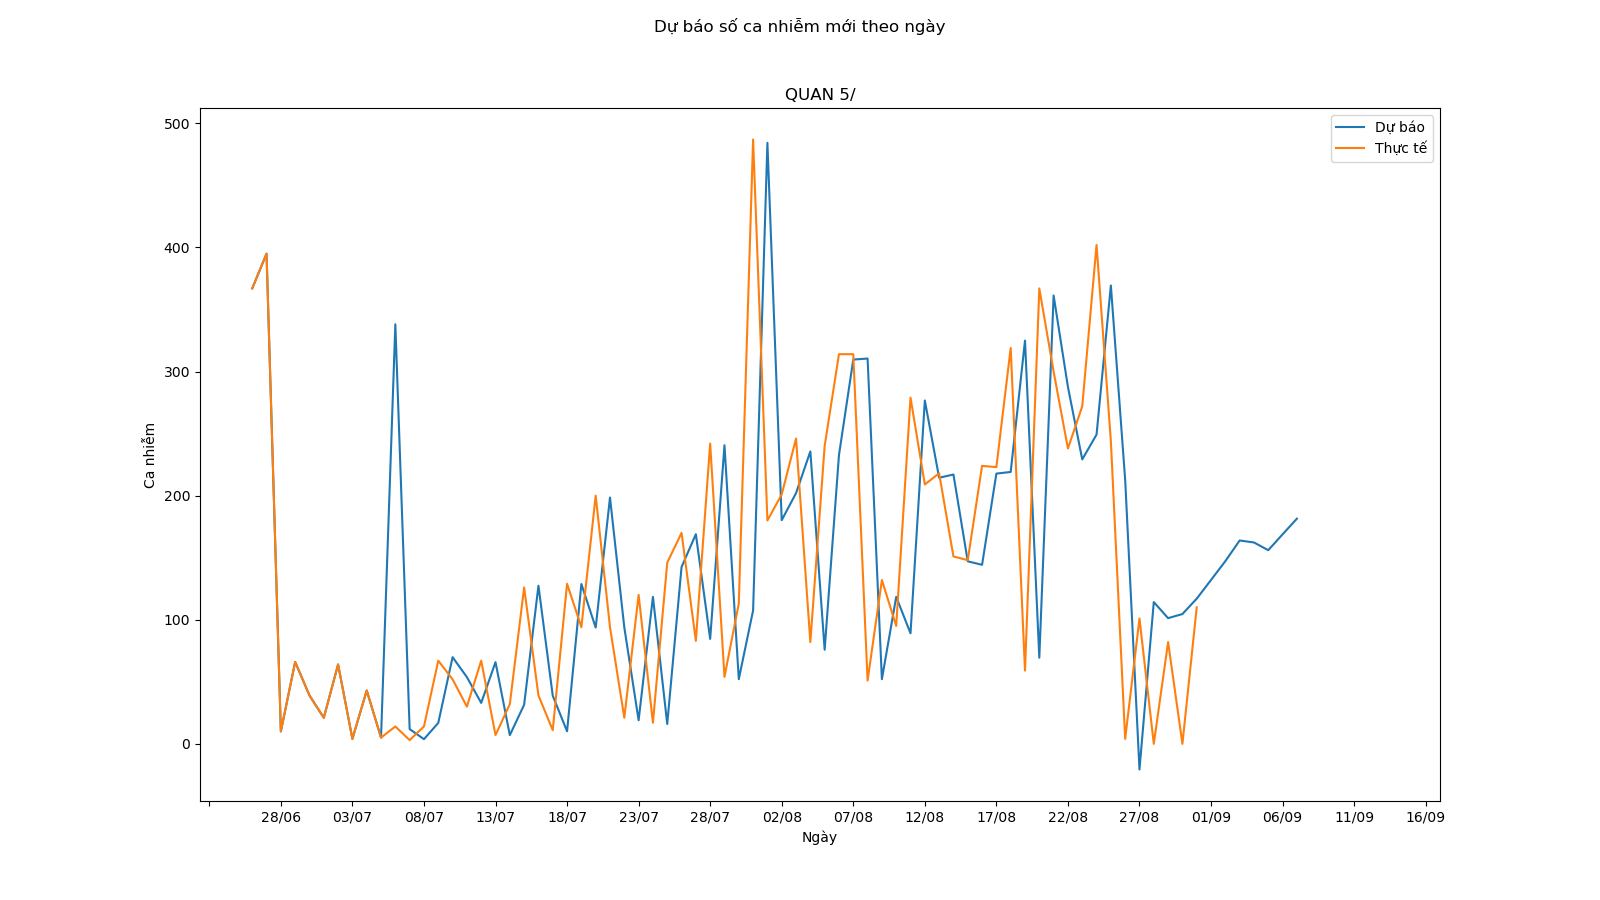 Dự báo số ca nhiễm mới theo ngày
QUAN 5/
Dự báo
Thực tế
500
400
300
200
100
0
Ca nhiễm
28/06 03/07 08/07 13/07 18/07 23/07 28/07 02/08 07/08 12/08 17/08 22/08 27/08 01/09 06/09 11/09 16/09
Ngày